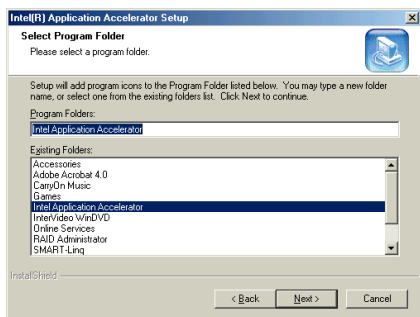 Intel(R) Application Accelerator Setup
Select Program Folder
Please select a program folder.
Setup will add program icons to the Program Folder listed below. You may type a new folder
name, or select one from the existing folders list. Click Next to continue.
Program Folders:
Intel Application Accelerator
Existing Folders:
Accessories
Adobe Acrobat 4.0
CarryOn Music
Games
Intel Application Accelerator
InterVideo WinDVD
Online Services
RAID Administrator
SMART-Linq
InstallShield
< Back Next > Cancel